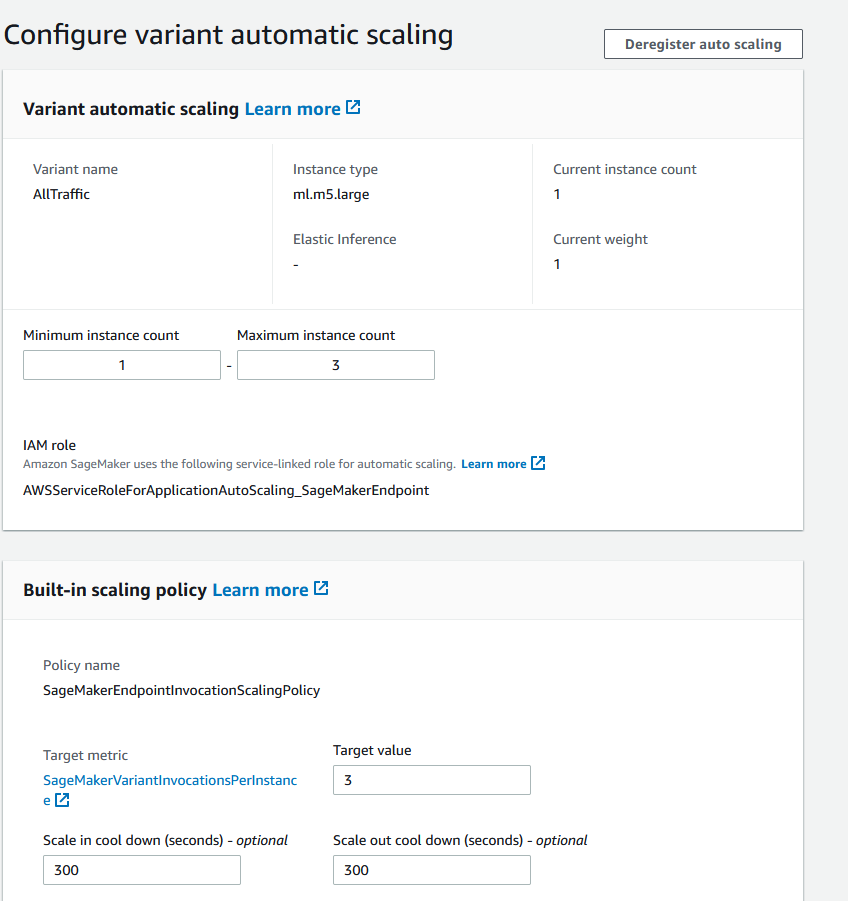 Configure variant automatic scaling
Deregister auto scaling
Variant automatic scaling Learn more
Variant name
AllTraffic
Instance type
ml.m5.large
Elastic Inference
-
Current instance count
1
Current weight
1
Minimum instance count
1
-
Maximum instance count
3
IAM role
Amazon SageMaker uses the following service-linked role for automatic scaling. Learn more
AWSServiceRoleForApplicationAutoScaling_SageMakerEndpoint
Built-in scaling policy Learn more
Policy name
SageMakerEndpointInvocationScalingPolicy
Target metric
SageMakerVariantInvocationsPerInstanc
e
Target value
3
Scale in cool down (seconds) - optional
300
Scale out cool down (seconds) - optional
300